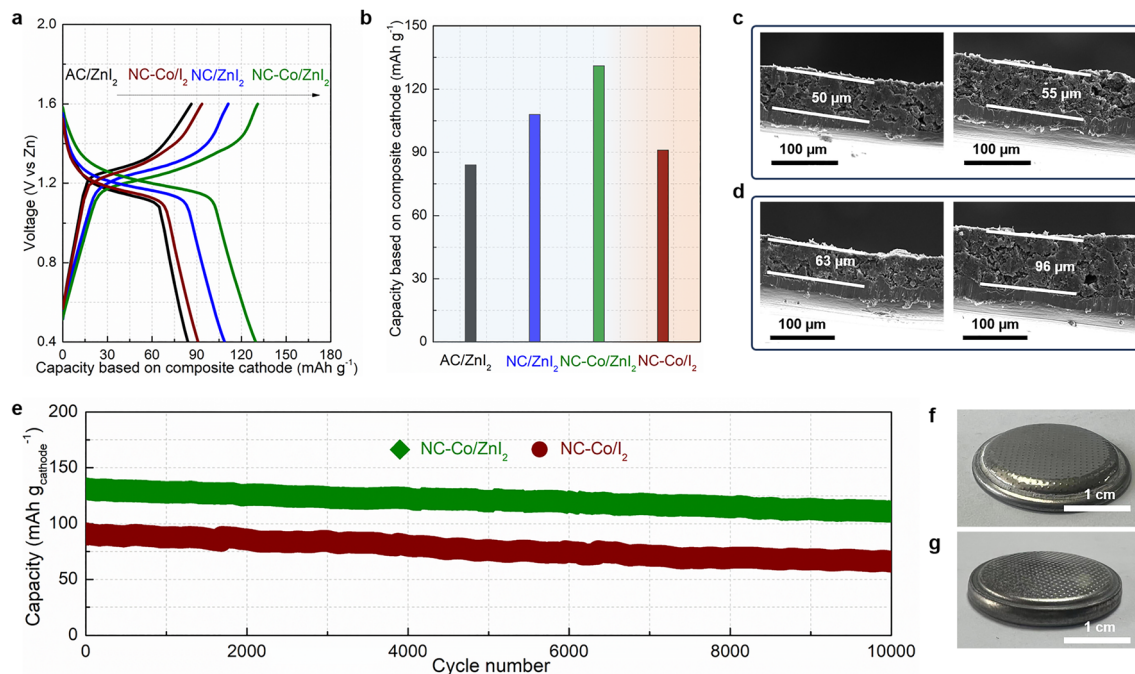 a
2.0
1.6
1.2
0.8
0.4
Voltage (V vs Zn)
AC/ZnI₂ NC-Co/I₂ NC/ZnI₂ NC-Co/ZnI₂
0 30 60 90 120 150 180
Capacity based on composite cathode (mAh g⁻¹)
b
150
120
90
60
30
0
Capacity based on composite cathode (mAh g⁻¹)
AC/ZnI₂ NC/ZnI₂ NC-Co/ZnI₂ NC-Co/I₂
c
50 µm
100 µm
55 µm
100 µm
d
63 µm
100 µm
96 µm
100 µm
e
200
150
100
50
0
Capacity (mAh g cathode⁻¹)
NC-Co/ZnI₂ NC-Co/I₂
0 2000 4000 6000 8000 10000
Cycle number
f
1 cm
g
1 cm